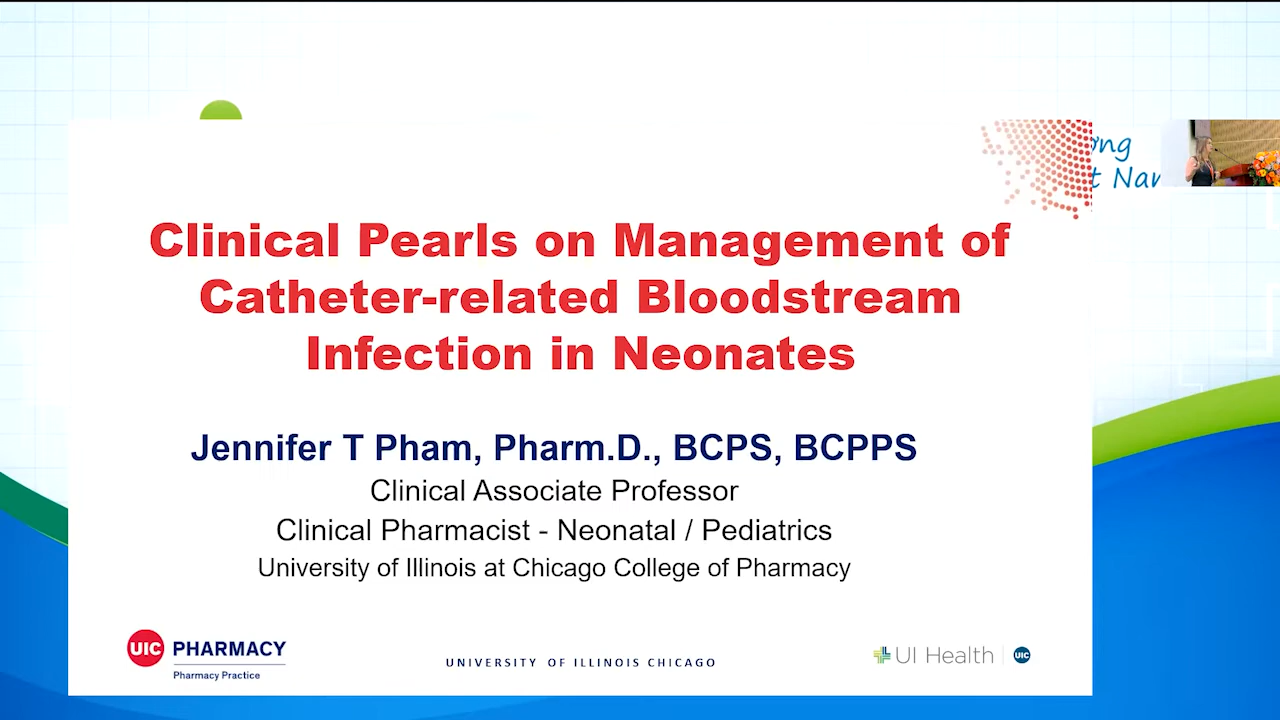 Clinical Pearls on Management of
Catheter-related Bloodstream
Infection in Neonates
Jennifer T Pham, Pharm.D., BCPS, BCPPS
Clinical Associate Professor
Clinical Pharmacist - Neonatal / Pediatrics
University of Illinois at Chicago College of Pharmacy
UIC PHARMACY
Pharmacy Practice
UNIVERSITY OF ILLINOIS CHICAGO
UI Health UIC